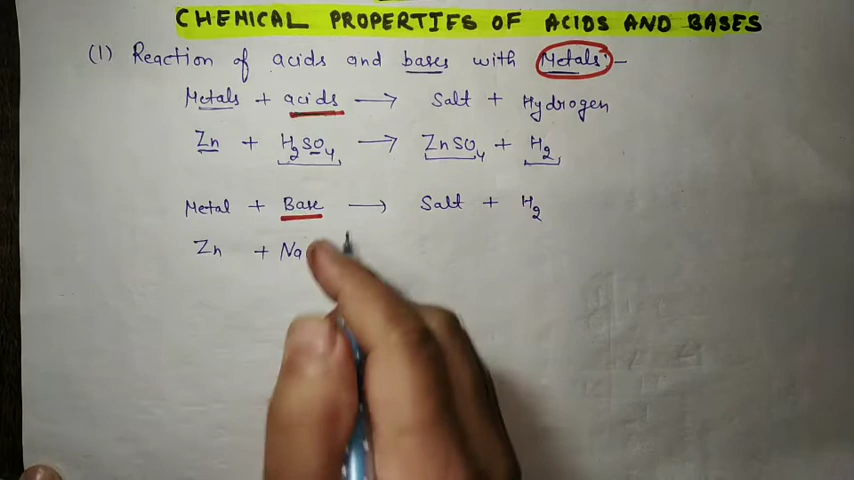 CHEMICAL PROPERTIES OF ACIDS AND BASES
(1) Reaction of acids and bases with Metals:-
Metals + acids → Salt + Hydrogen
Zn + H₂SO₄ → ZnSO₄ + H₂
Metal + Base → Salt + H₂
Zn + Na